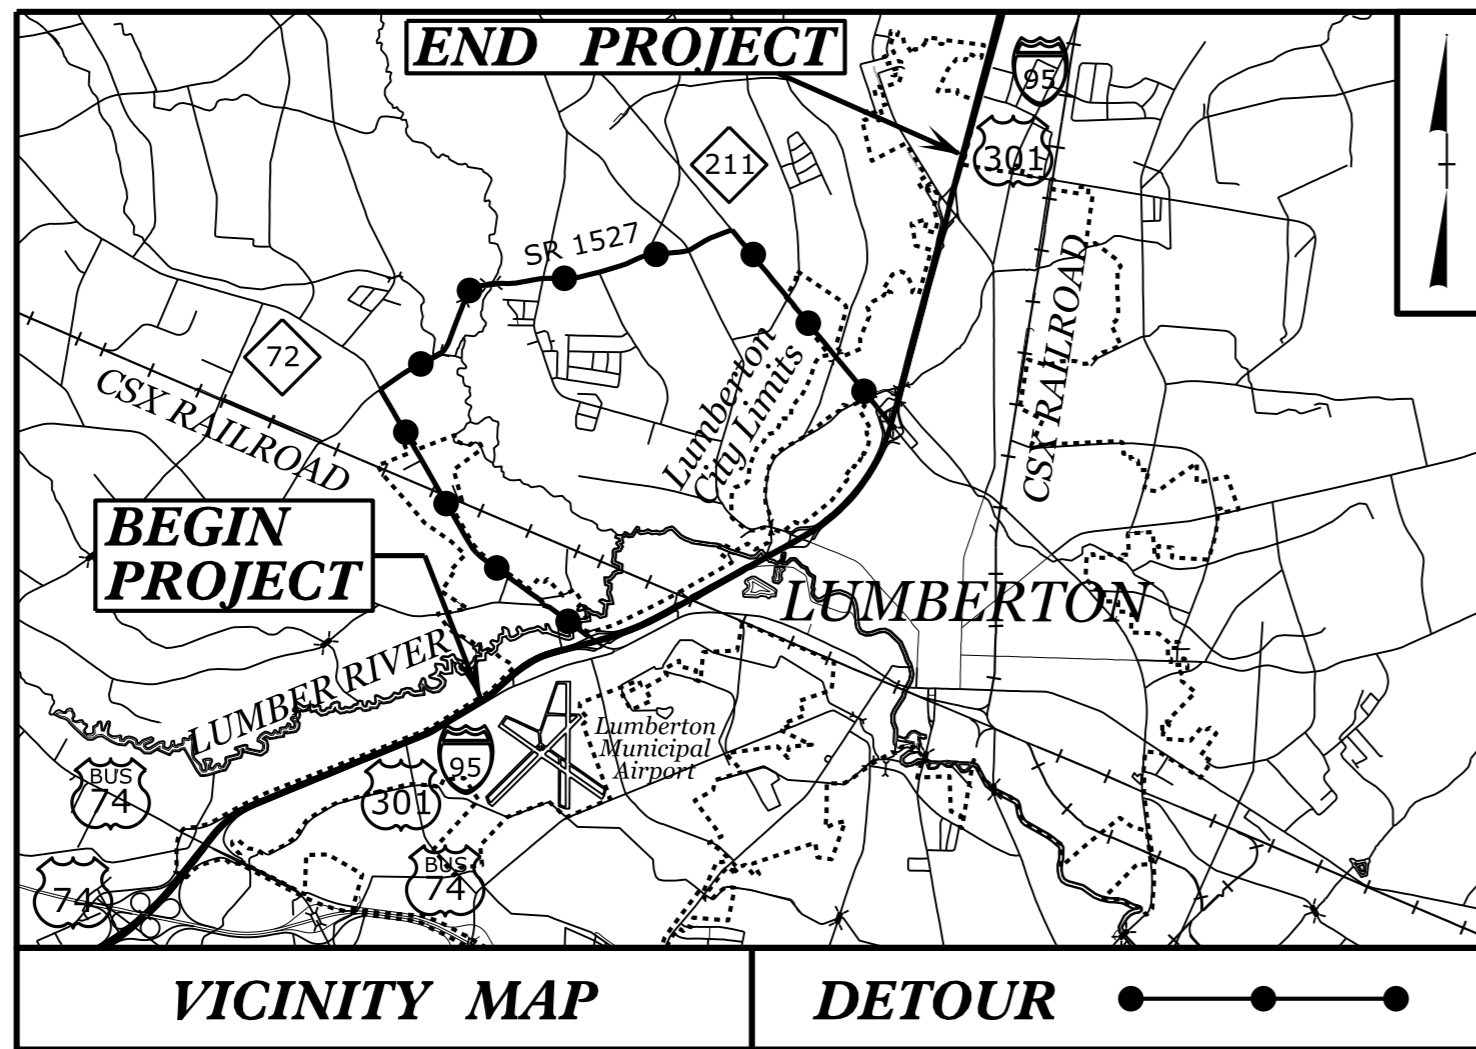 END PROJECT
95
301
211
SR 1527
72
CSX RAILROAD
Lumberton
City Limits
CSX RAILROAD
BEGIN
PROJECT
LUMBERTON
LUMBER RIVER
Lumberton
Municipal
Airport
95
301
BUS
74
BUS
74
74
VICINITY MAP
DETOUR